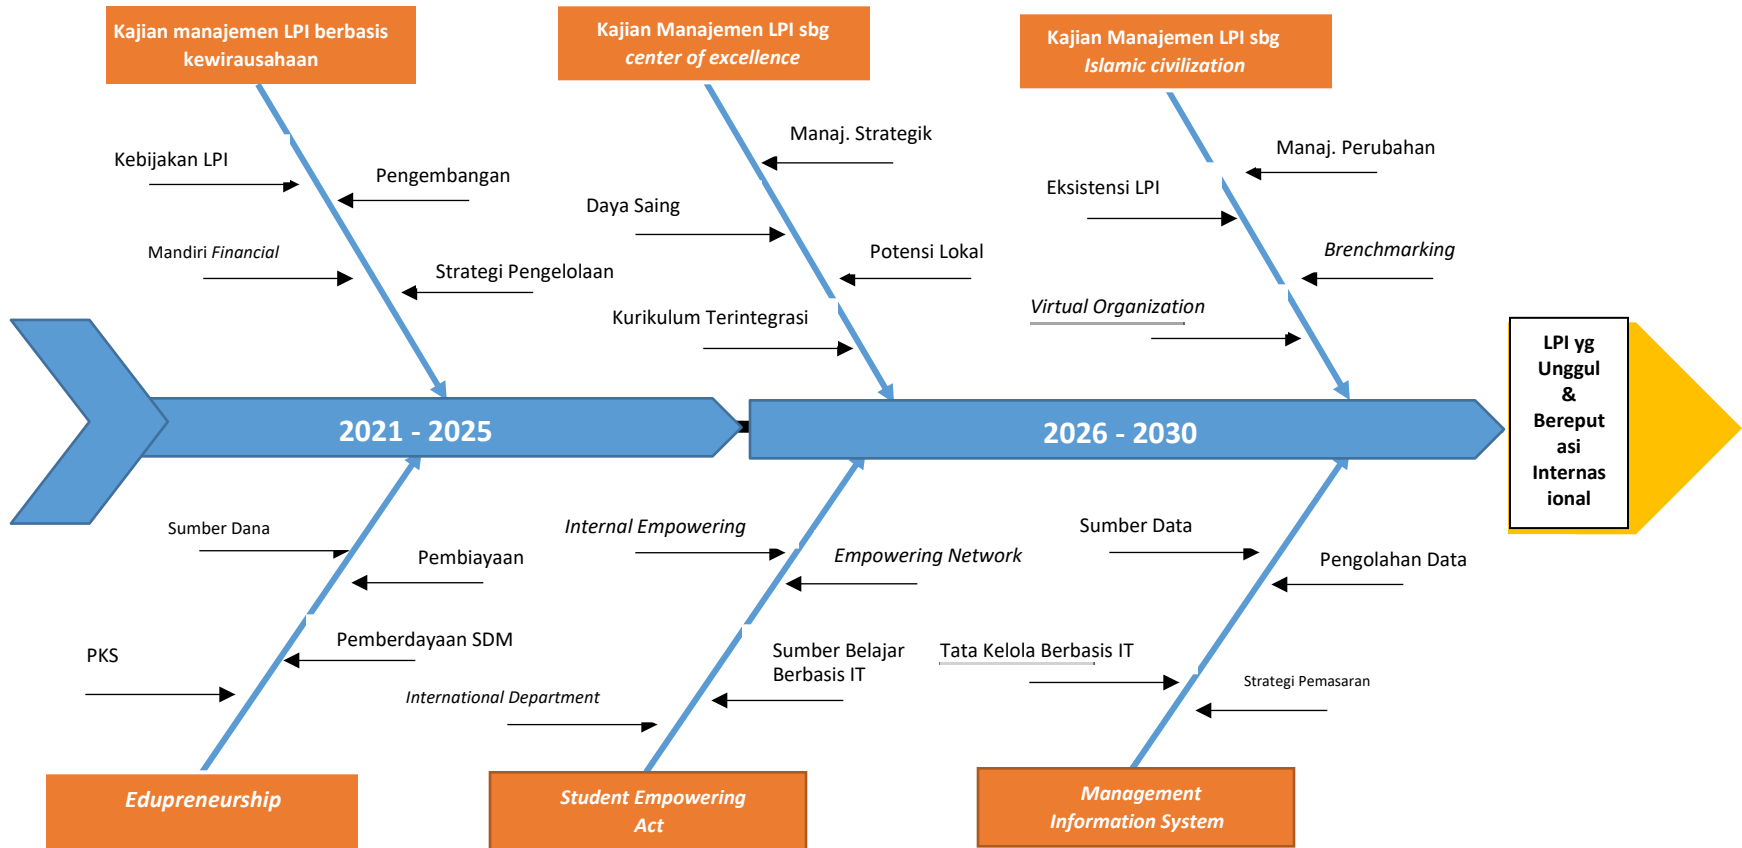 Kajian manajemen LPI berbasis
kewirausahaan
Kajian Manajemen LPI sbg
center of excellence
Kajian Manajemen LPI sbg
Islamic civilization
Kebijakan LPI
Pengembangan
Mandiri Financial
Strategi Pengelolaan
Manaj. Strategik
Daya Saing
Potensi Lokal
Kurikulum Terintegrasi
Manaj. Perubahan
Eksistensi LPI
Brenchmarking
Virtual Organization
2021 - 2025
2026 - 2030
LPI yg
Unggul
&
Bereput
asi
Internas
ional
Sumber Dana
Pembiayaan
Pemberdayaan SDM
PKS
Internal Empowering
Empowering Network
Sumber Belajar
Berbasis IT
International Department
Sumber Data
Pengolahan Data
Tata Kelola Berbasis IT
Strategi Pemasaran
Edupreneurship
Student Empowering
Act
Management
Information System